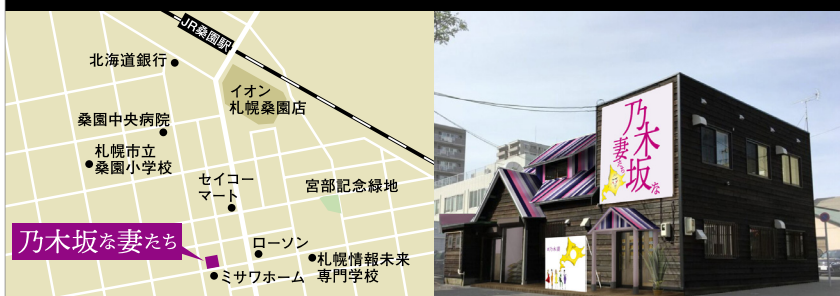 JR桑園駅
北海道銀行
イオン
札幌桑園店
桑園中央病院
札幌市立
桑園小学校
セイコー
マート
宮部記念緑地
乃木坂な妻たち
ローソン
札幌情報未来
専門学校
ミサワホーム
乃木坂な
妻たち